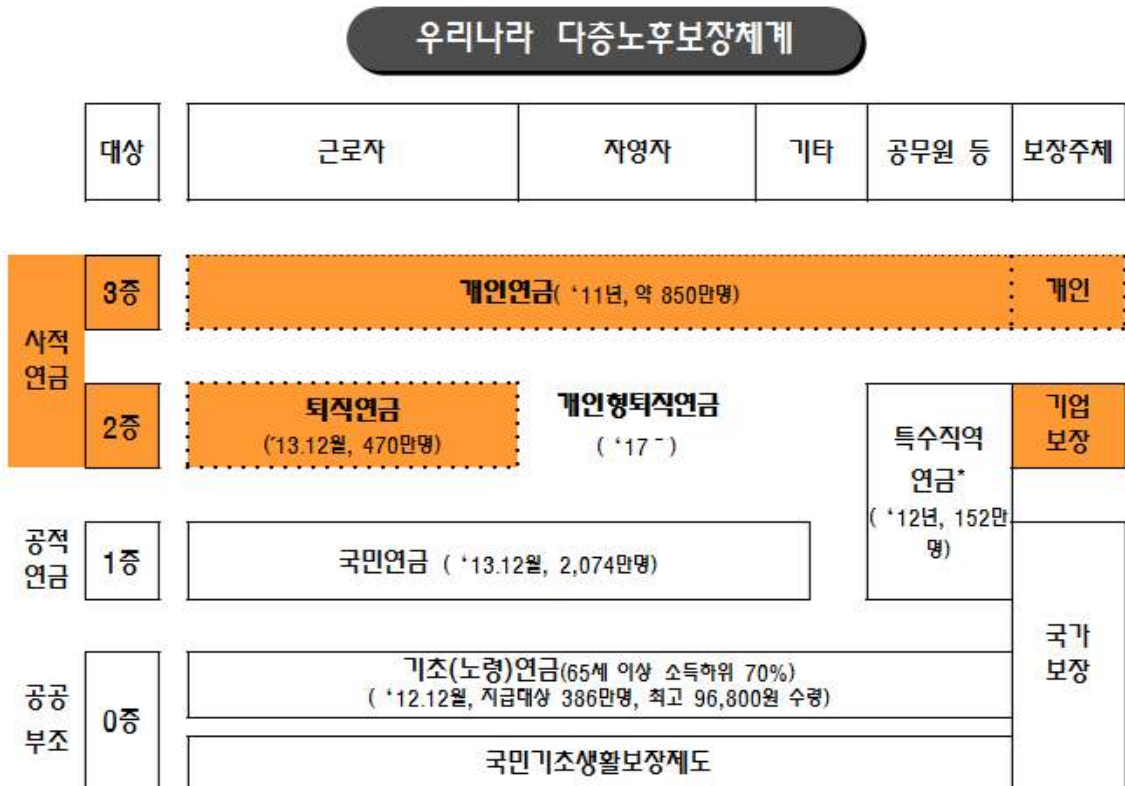 우리나라 다층노후보장체계
대상 근로자 자영자 기타 공무원 등 보장주체
사적
연금
3층 개인연금( ‘11년, 약 850만명) 개인
2층 퇴직연금
(’13.12월, 470만명)
개인형퇴직연금
( ‘17~)
특수직역
연금*
( ‘12년, 152만
명)
기업
보장
공적
연금
1층 국민연금 ( ‘13.12월, 2,074만명)
국가
보장
공공
부조
0층
기초(노령)연금(65세 이상 소득하위 70%)
( ‘12.12월, 지급대상 386만명, 최고 96,800원 수령)
국민기초생활보장제도